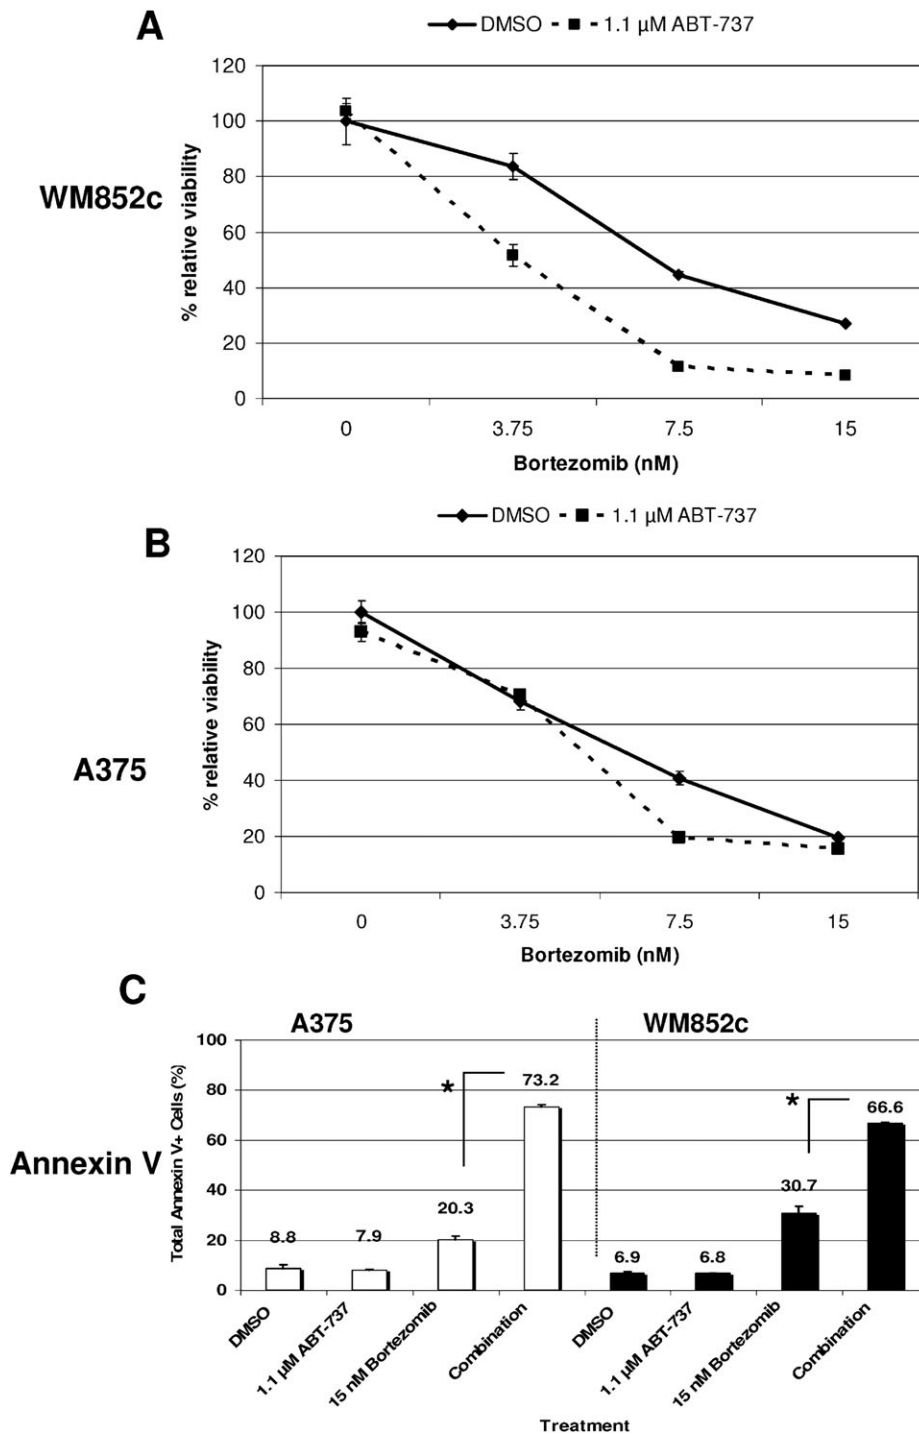 A
DMSO 1.1 µM ABT-737
WM852c
% relative viability
120
100
80
60
40
20
0
0 3.75 7.5 15
Bortezomib (nM)
B
DMSO 1.1 µM ABT-737
A375
% relative viability
120
100
80
60
40
20
0
0 3.75 7.5 15
Bortezomib (nM)
C
A375 WM852c
Annexin V
Total Annexin V+ Cells (%)
100
80
60
40
20
0
8.8 7.9 20.3 * 73.2 6.9 6.8 30.7 * 66.6
DMSO
1.1 µM ABT-737
15 nM Bortezomib
Combination
DMSO
1.1 µM ABT-737
15 nM Bortezomib
Combination
Treatment